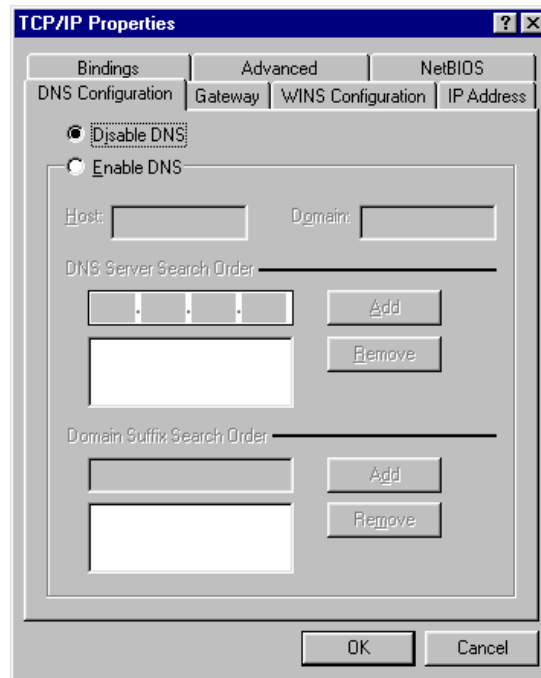 TCP/IP Properties
Bindings Advanced NetBIOS
DNS Configuration Gateway WINS Configuration IP Address
Disable DNS
Enable DNS
Host: Domain:
DNS Server Search Order
. . .
Add
Remove
Domain Suffix Search Order
Add
Remove
OK Cancel